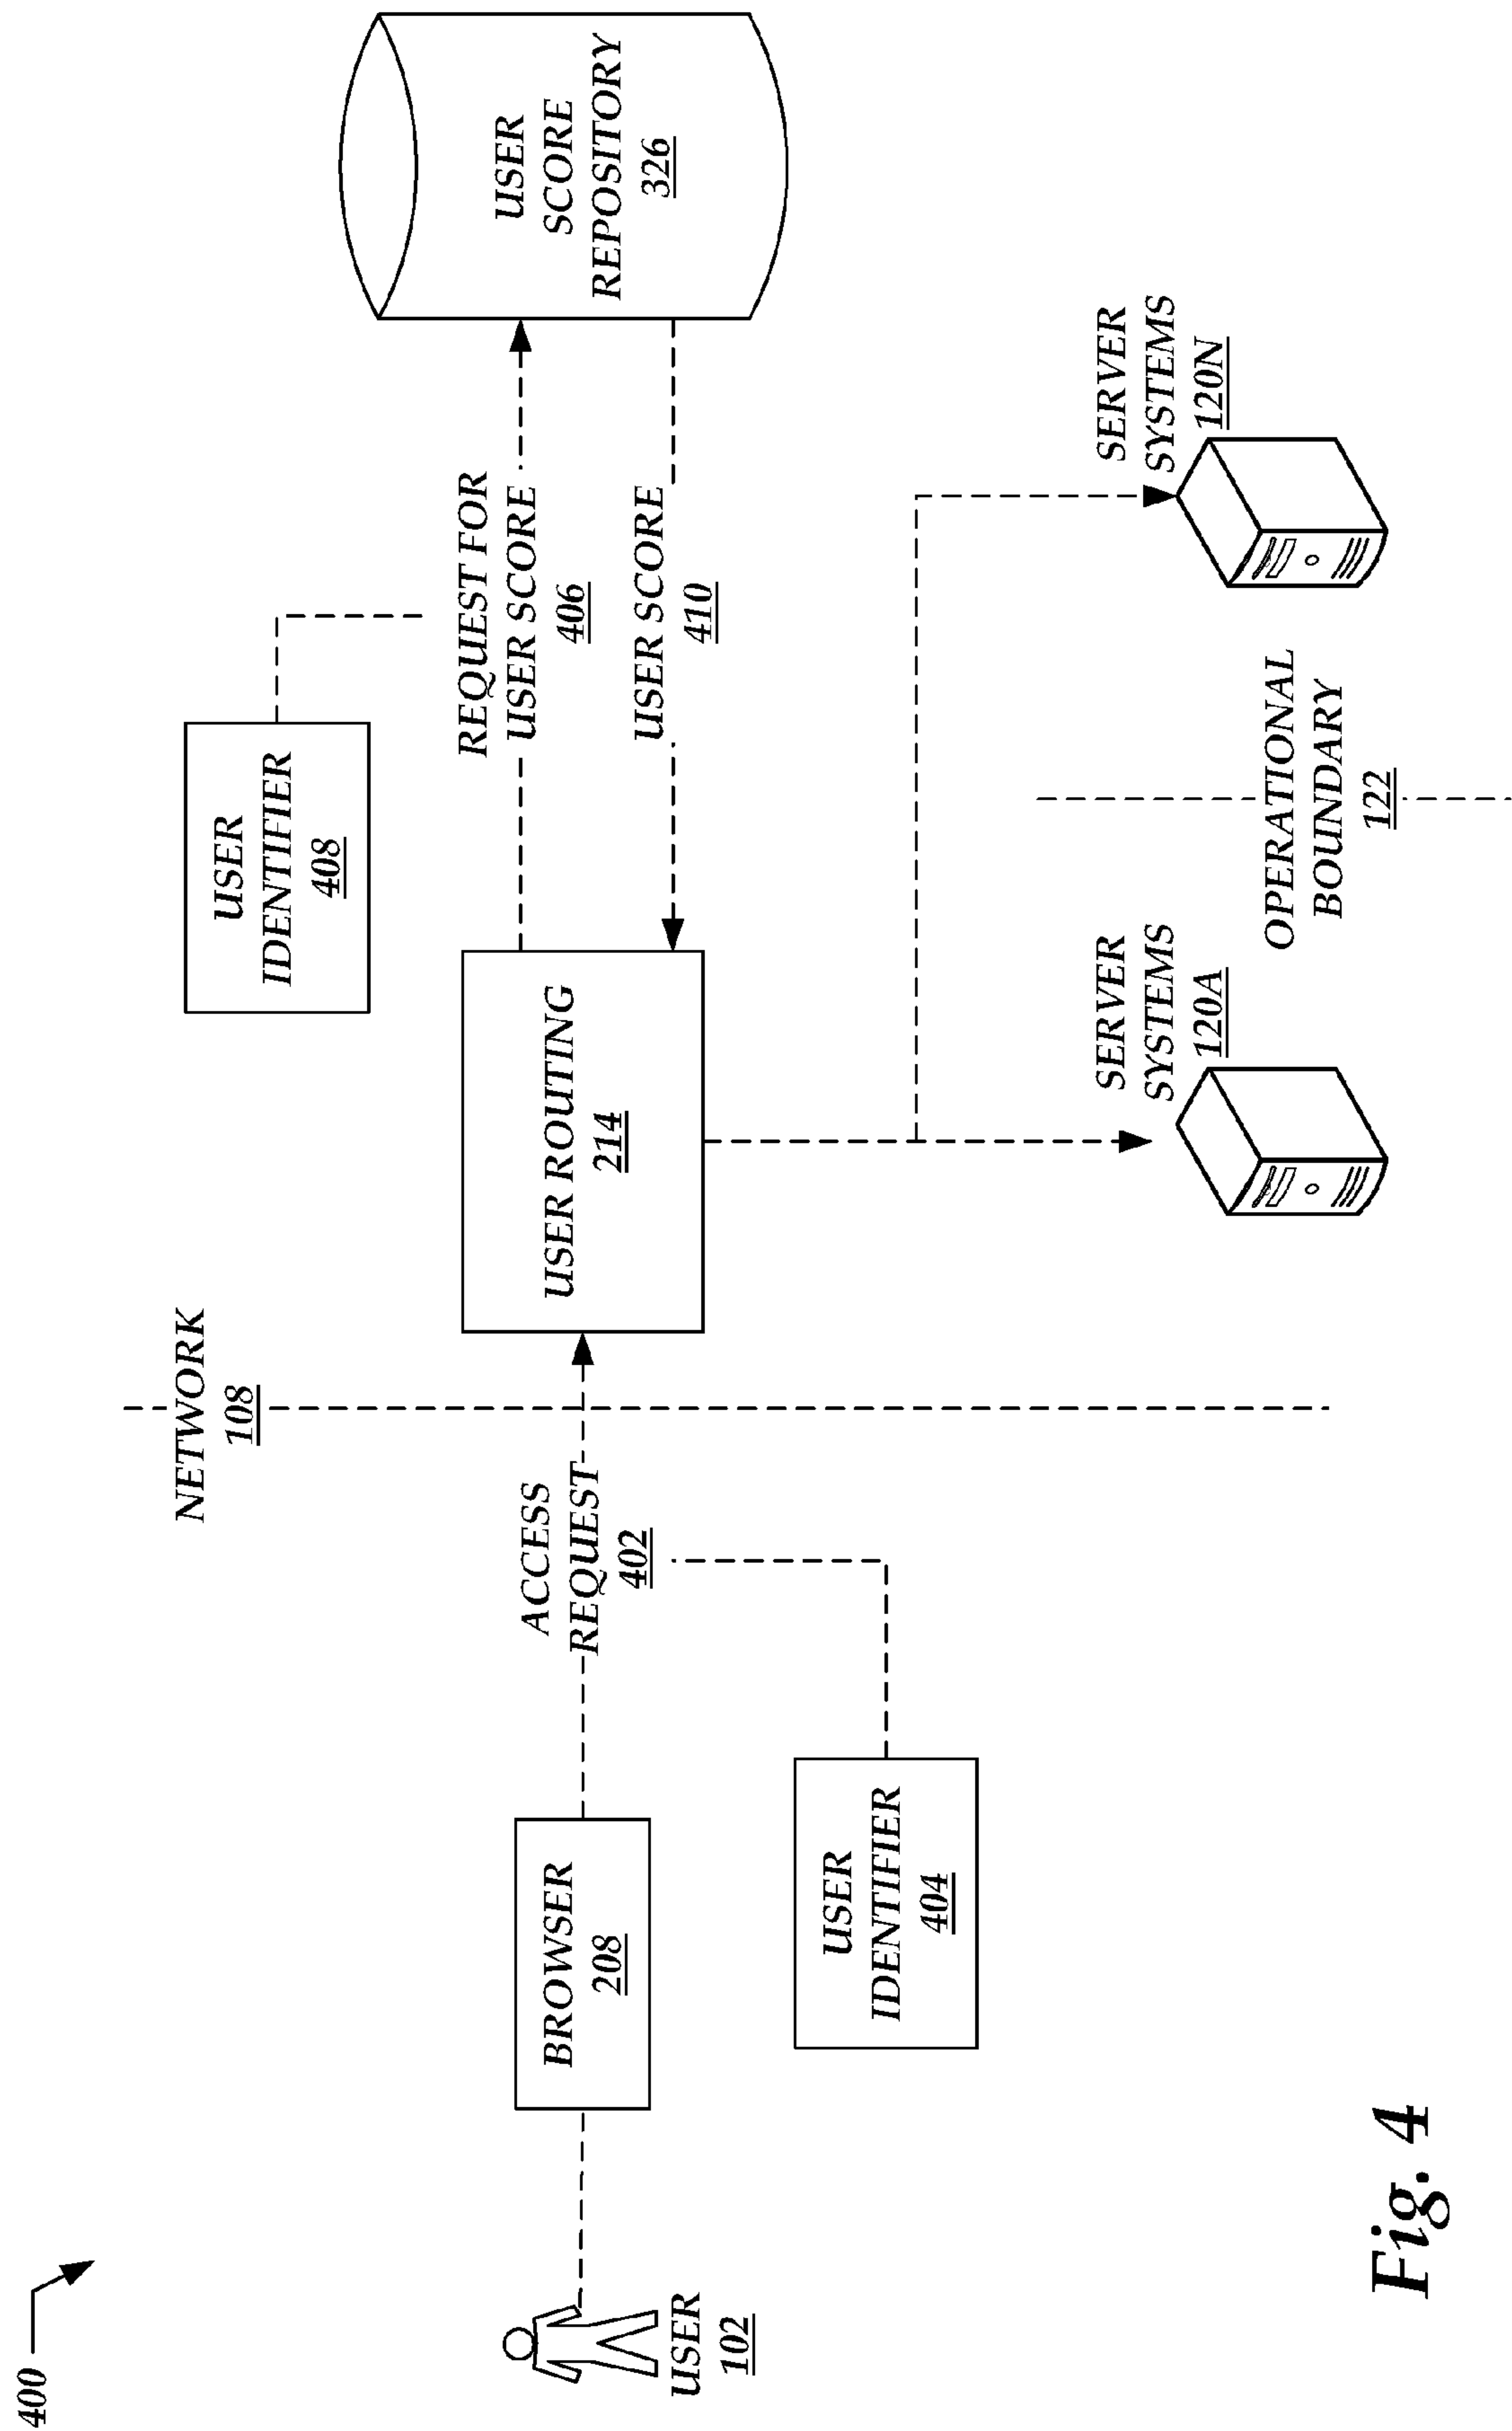 400
NETWORK
108
USER
IDENTIFIER
408
REQUEST FOR
USER SCORE
406
USER SCORE
410
USER
SCORE
REPOSITORY
326
USER
102
BROWSER
208
ACCESS
REQUEST
402
USER ROUTING
214
USER
IDENTIFIER
404
SERVER
SYSTEMS
120A
SERVER
SYSTEMS
120N
OPERATIONAL
BOUNDARY
122
Fig. 4